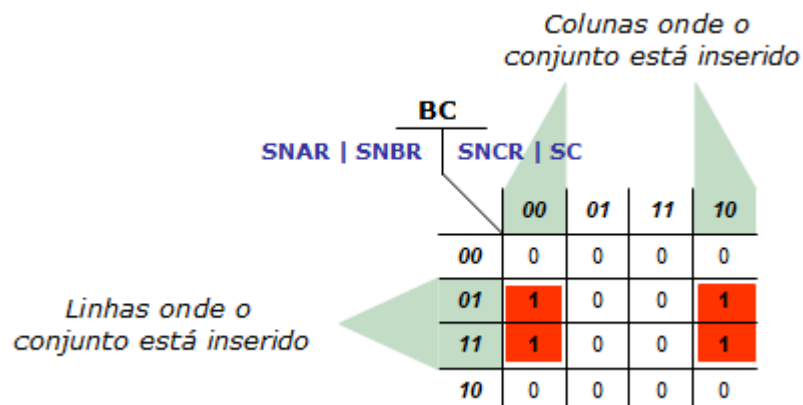 Colunas onde o
conjunto está inserido
BC
SNAR | SNBR SNCR | SC
00 01 11 10
00 0 0 0 0
01 1 0 0 1
11 1 0 0 1
10 0 0 0 0
Linhas onde o
conjunto está inserido